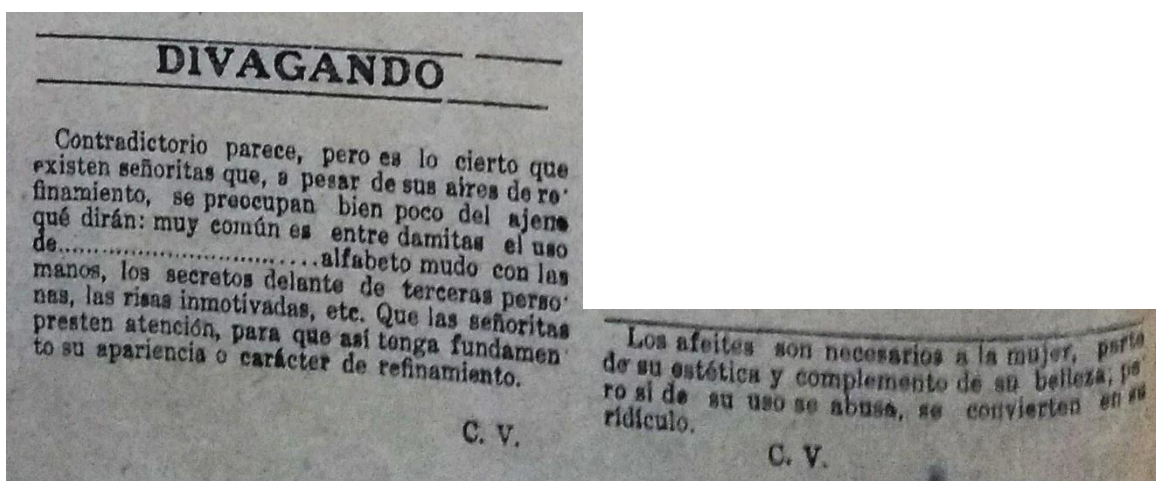 DIVAGANDO
Contradictorio parece, pero es lo cierto que
existen señoritas que, a pesar de sus aires de re-
finamiento, se preocupan bien poco del ajeno
qué dirán: muy común es entre damitas el uso
de..................................alfabeto mudo con las
manos, los secretos delante de terceras perso-
nas, las risas inmotivadas, etc. Que las señoritas
presten atención, para que así tenga fundamen
to su apariencia o carácter de refinamiento.
C. V.
Los afeites son necesarios a la mujer, parte
de su estética y complemento de su belleza, pe
ro si de su uso se abusa, se convierten en su
ridículo.
C. V.